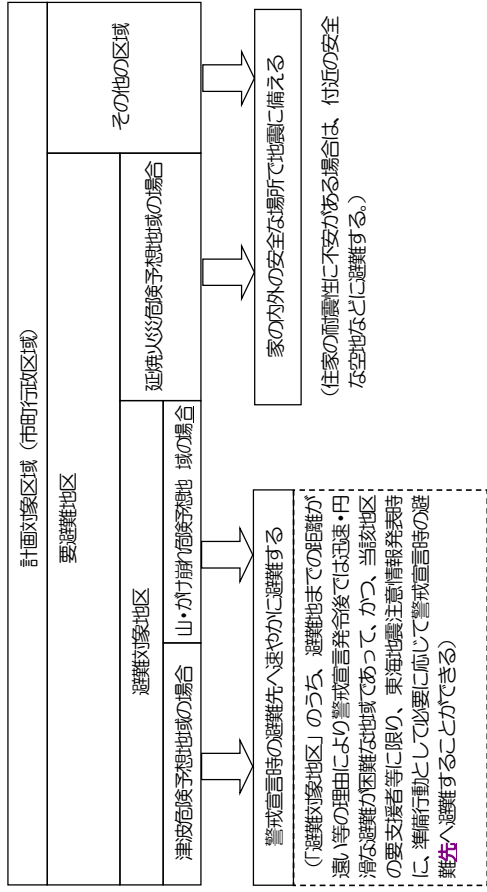 計画対象区域（市町行政区域）
要避難地区
その他の区域
避難対象地区
延焼火災危険予想地域の場合
津波危険予想地域の場合
山・がけ崩れ危険予想地 域の場合
警戒宣言時の避難先へ速やかに避難する
（「避難対象地区」のうち、避難地までの距離が
遠い等の理由により警戒宣言発令後では迅速・円
滑な避難が困難な地域であって、かつ、当該地区
の要支援者等に限り、東海地震注意情報発表時
に、準備行動として必要に応じて警戒宣言時の避
難先へ避難することができる）
家の内外の安全な場所で地震に備える
（住家の耐震性に不安がある場合は、付近の安全
な空地などに避難する。）